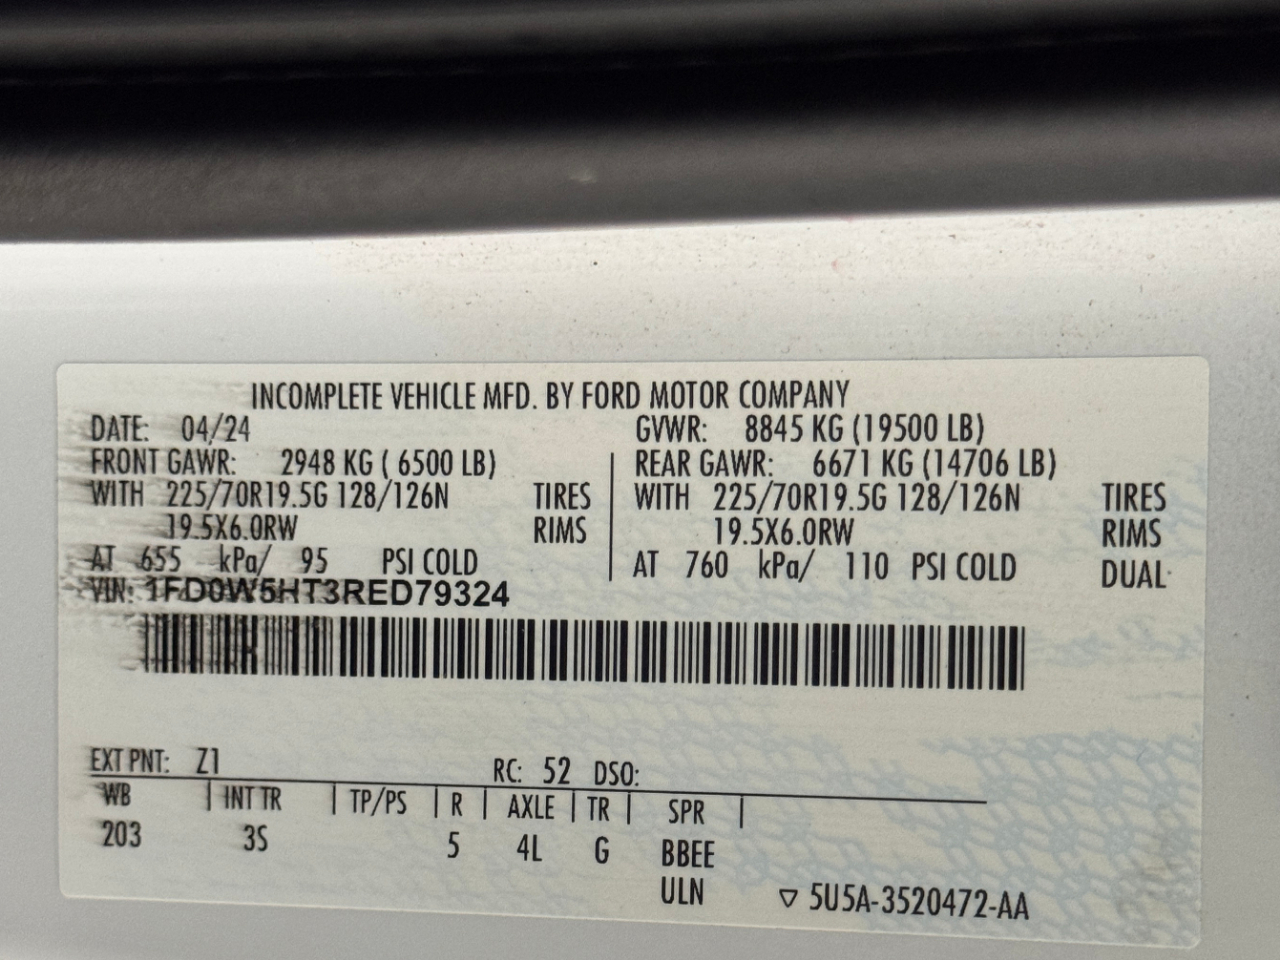 INCOMPLETE VEHICLE MFD. BY FORD MOTOR COMPANY
DATE: 04/24 GVWR: 8845 KG (19500 LB)
FRONT GAWR: 2948 KG ( 6500 LB) REAR GAWR: 6671 KG (14706 LB)
WITH 225/70R19.5G 128/126N TIRES WITH 225/70R19.5G 128/126N TIRES
19.5X6.0RW RIMS 19.5X6.0RW RIMS
AT 655 kPa/ 95 PSI COLD AT 760 kPa/ 110 PSI COLD DUAL
VIN: 1FD0W5HT3RED79324
EXT PNT: Z1 RC: 52 DSO:
WB | INT TR | TP/PS | R | AXLE | TR | SPR |
203 3S 5 4L G BBEE
ULN ▽ 5U5A-3520472-AA